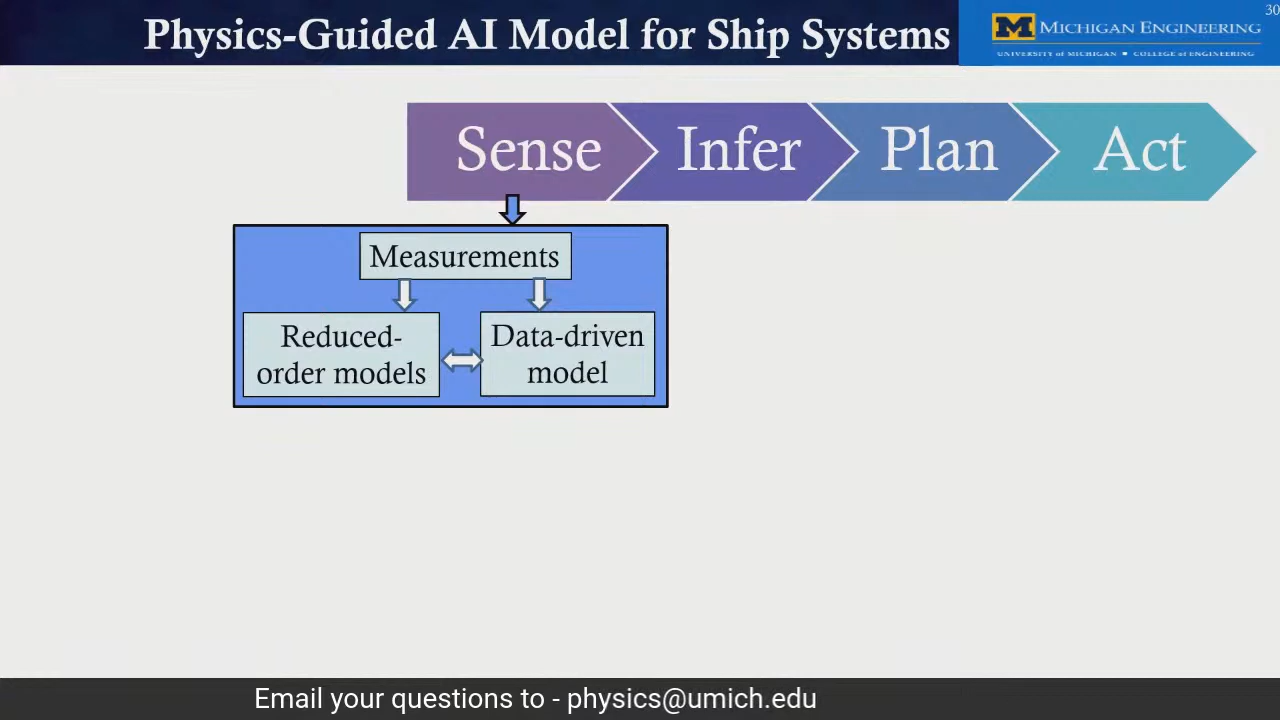 Physics-Guided AI Model for Ship Systems
30
M MICHIGAN ENGINEERING
UNIVERSITY of MICHIGAN ■ COLLEGE of ENGINEERING
Sense
Infer
Plan
Act
Measurements
Reduced-
order models
Data-driven
model
Email your questions to - physics@umich.edu